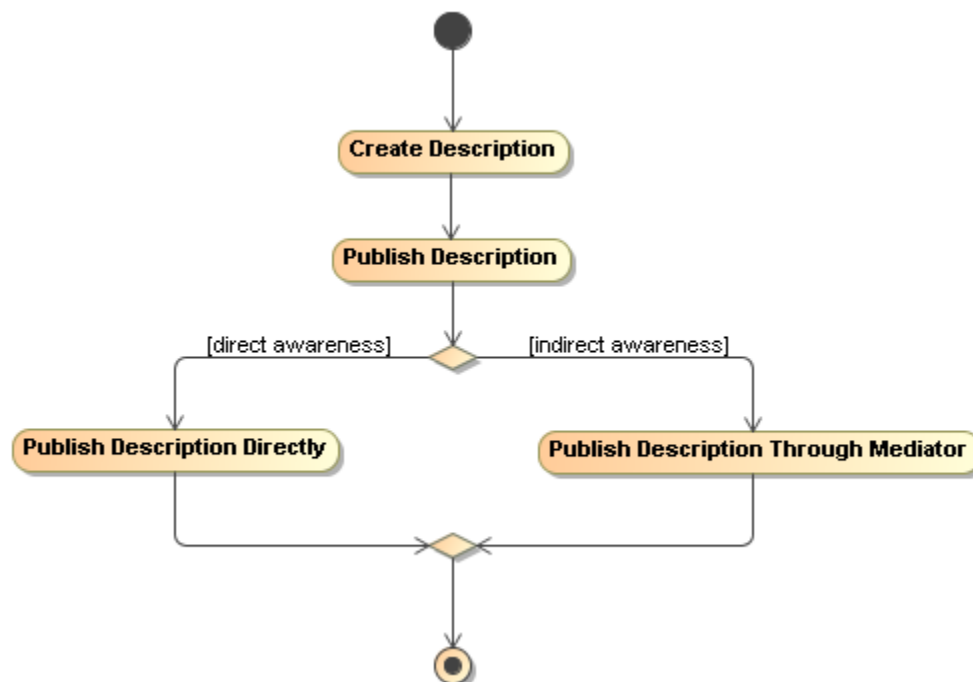 Create Description
Publish Description
[direct awareness]
[indirect awareness]
Publish Description Directly
Publish Description Through Mediator